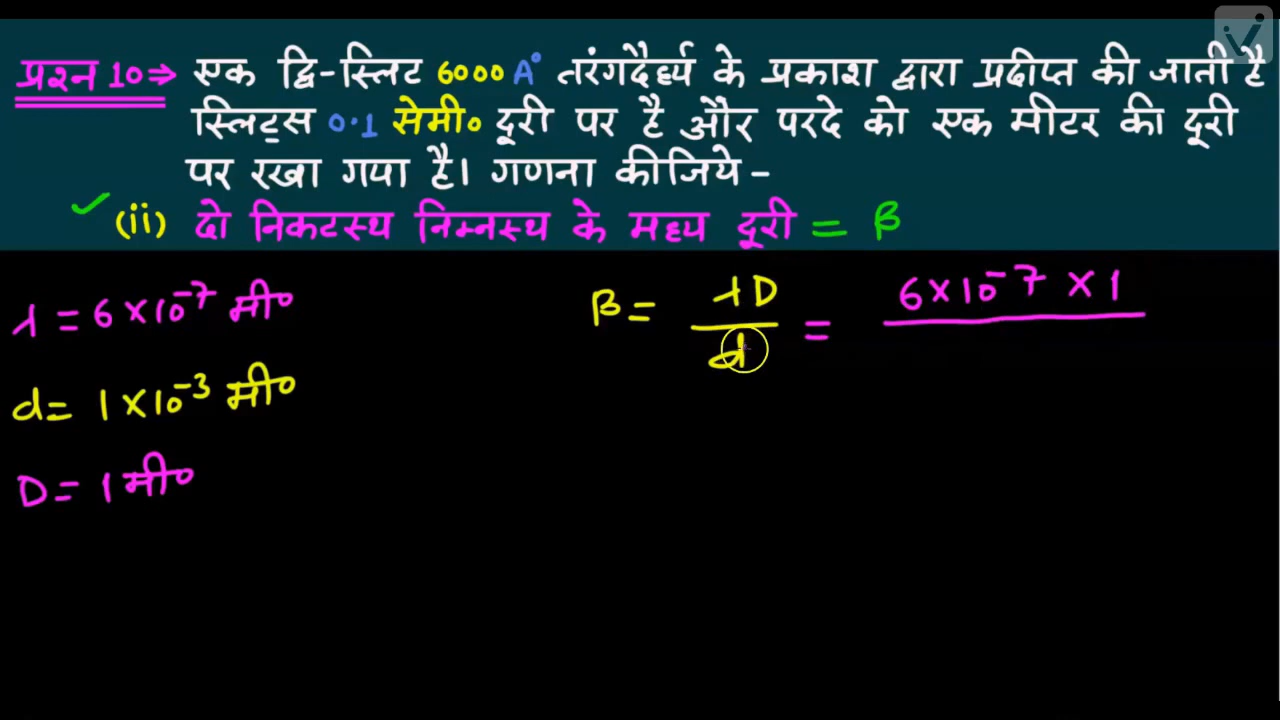 प्रश्न 10⇒ एक द्वि-स्लिट 6000 A° तरंगदैर्ध्य के प्रकाश द्वारा प्रदीप्त की जाती है
स्लिट्स 0.1 सेमी० दूरी पर है और परदे को एक मीटर की दूरी
पर रखा गया है। गणना कीजिये-
(ii) दो निकटस्थ निम्नस्थ के मध्य दूरी = β
λ = 6×10⁻⁷ मी०
d = 1×10⁻³ मी०
D = 1 मी०
β = λD/d = 6×10⁻⁷ × 1